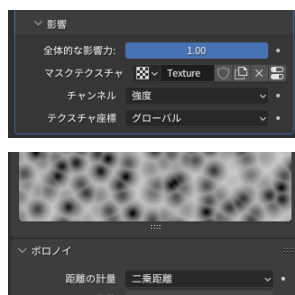 影響
全体的な影響力: 1.00
マスクテクスチャ Texture
チャンネル 強度
テクスチャ座標 グローバル
ボロノイ
距離の計量 二乗距離